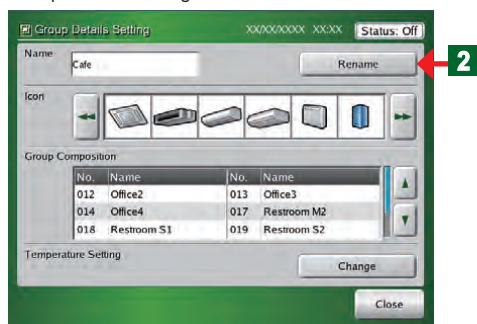 Group Details Setting XX/XX/XXXX XX:XX Status: Off
Name Cafe Rename 2
Icon
Group Composition
No. Name No. Name
012 Office2 013 Office3
014 Office4 017 Restroom M2
018 Restroom S1 019 Restroom S2
Temperature Setting Change
Close